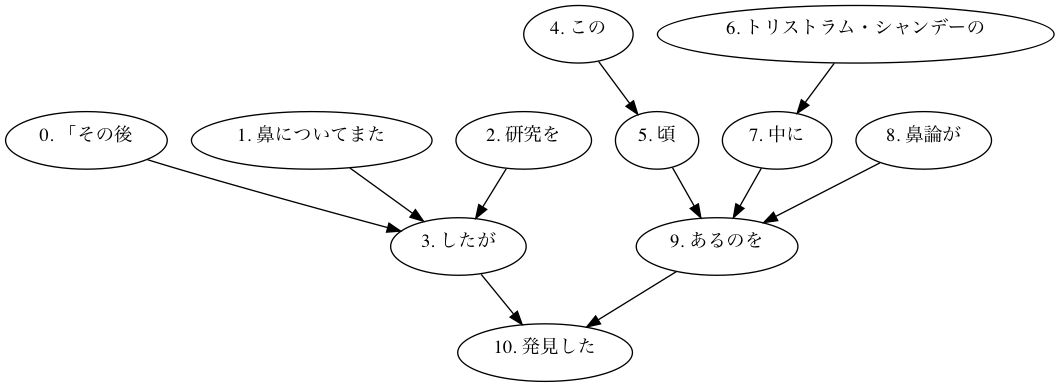 4. この
6. トリストラム・シャンデーの
0. 「その後
1. 鼻についてまた
2. 研究を
5. 頃
7. 中に
8. 鼻論が
3. したが
9. あるのを
10. 発見した